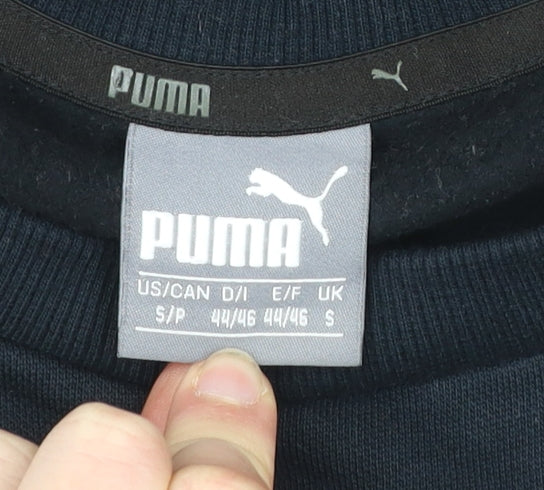 PUMA
PUMA
US/CAN D/I E/F UK
S/P 44/46 44/46 S